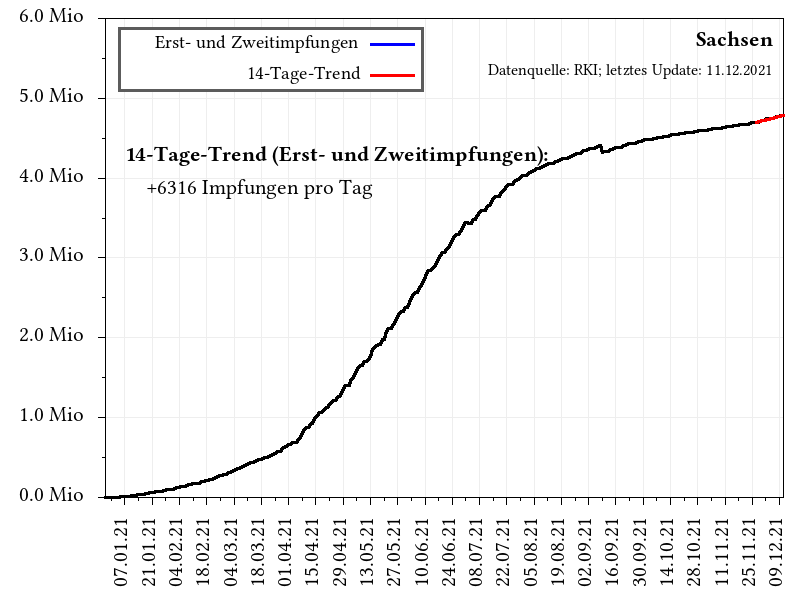 6.0 Mio
5.0 Mio
4.0 Mio
3.0 Mio
2.0 Mio
1.0 Mio
0.0 Mio
Erst- und Zweitimpfungen
14-Tage-Trend
Sachsen
Datenquelle: RKI; letztes Update: 11.12.2021
14-Tage-Trend (Erst- und Zweitimpfungen):
+6316 Impfungen pro Tag
07.01.21
21.01.21
04.02.21
18.02.21
04.03.21
18.03.21
01.04.21
15.04.21
29.04.21
13.05.21
27.05.21
10.06.21
24.06.21
08.07.21
22.07.21
05.08.21
19.08.21
02.09.21
16.09.21
30.09.21
14.10.21
28.10.21
11.11.21
25.11.21
09.12.21